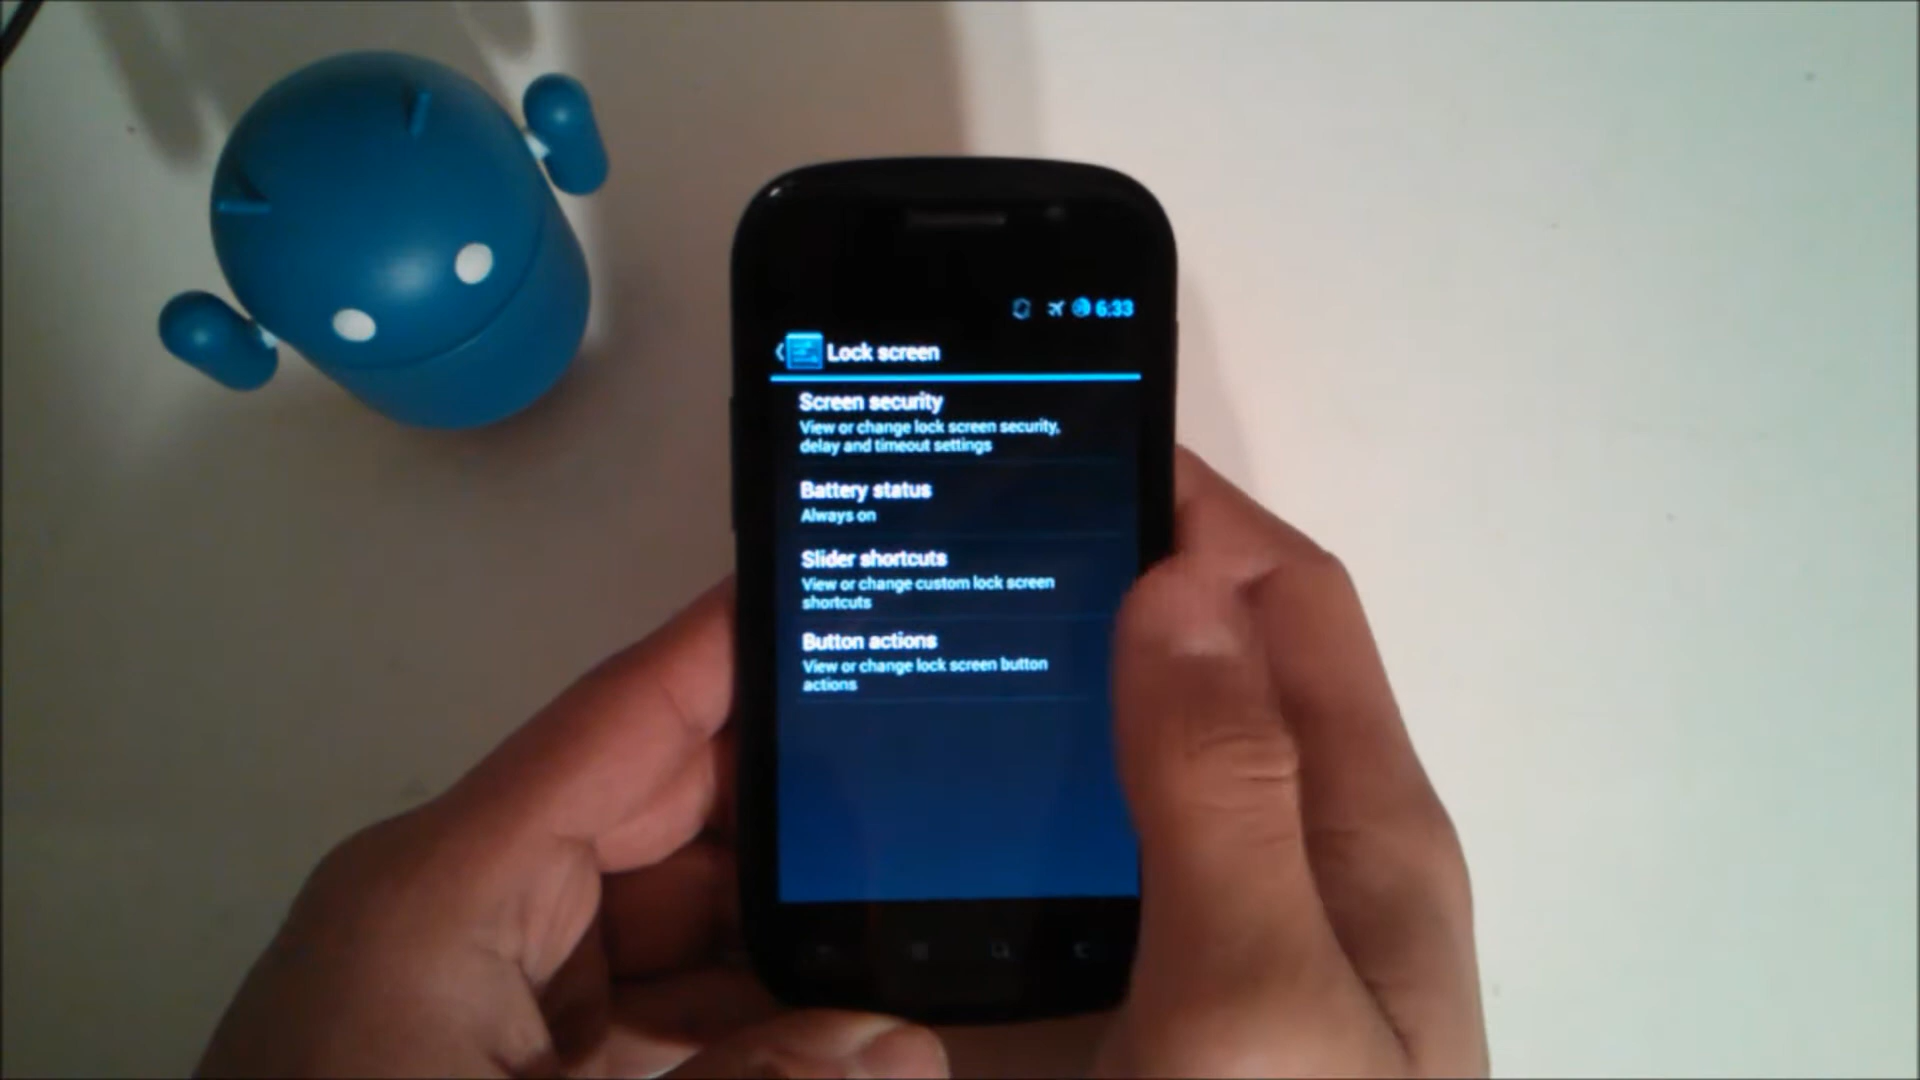 6:33
Lock screen
Screen security
View or change lock screen security,
delay and timeout settings
Battery status
Always on
Slider shortcuts
View or change custom lock screen
shortcuts
Button actions
View or change lock screen button
actions